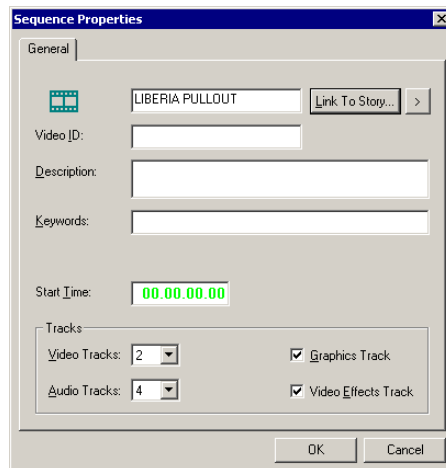 Sequence Properties
General
LIBERIA PULLOUT
Link To Story...
>
Video ID:
Description:
Keywords:
Start Time:
00.00.00.00
Tracks
Video Tracks: 2
Graphics Track
Audio Tracks: 4
Video Effects Track
OK
Cancel